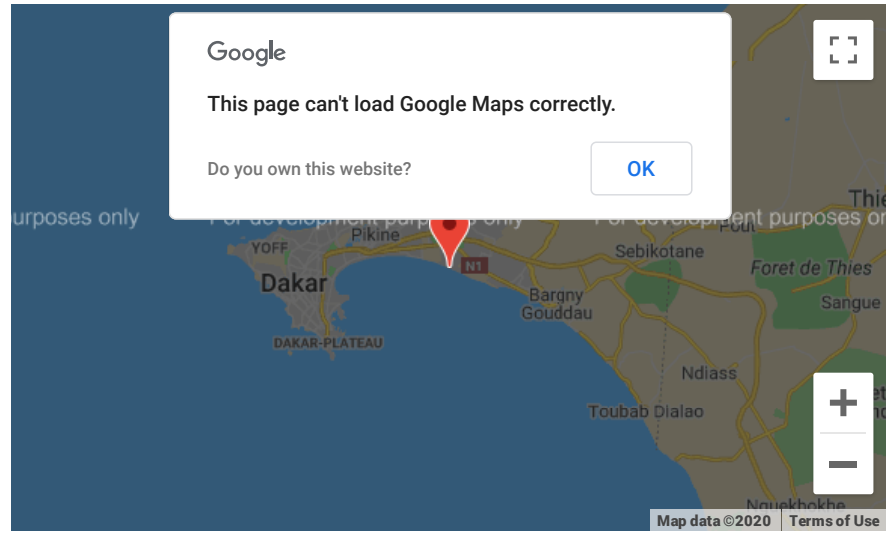 Google
This page can't load Google Maps correctly.
Do you own this website?
OK
urposes only
For development purposes only
For development purposes or
Thie
Pout
Pikine
YOFF
Sebikotane
N1
Foret de Thies
Dakar
Bargny
Gouddau
Sangue
DAKAR-PLATEAU
Ndiass
Toubab Dialao
Nguekhokhe
Map data ©2020
Terms of Use